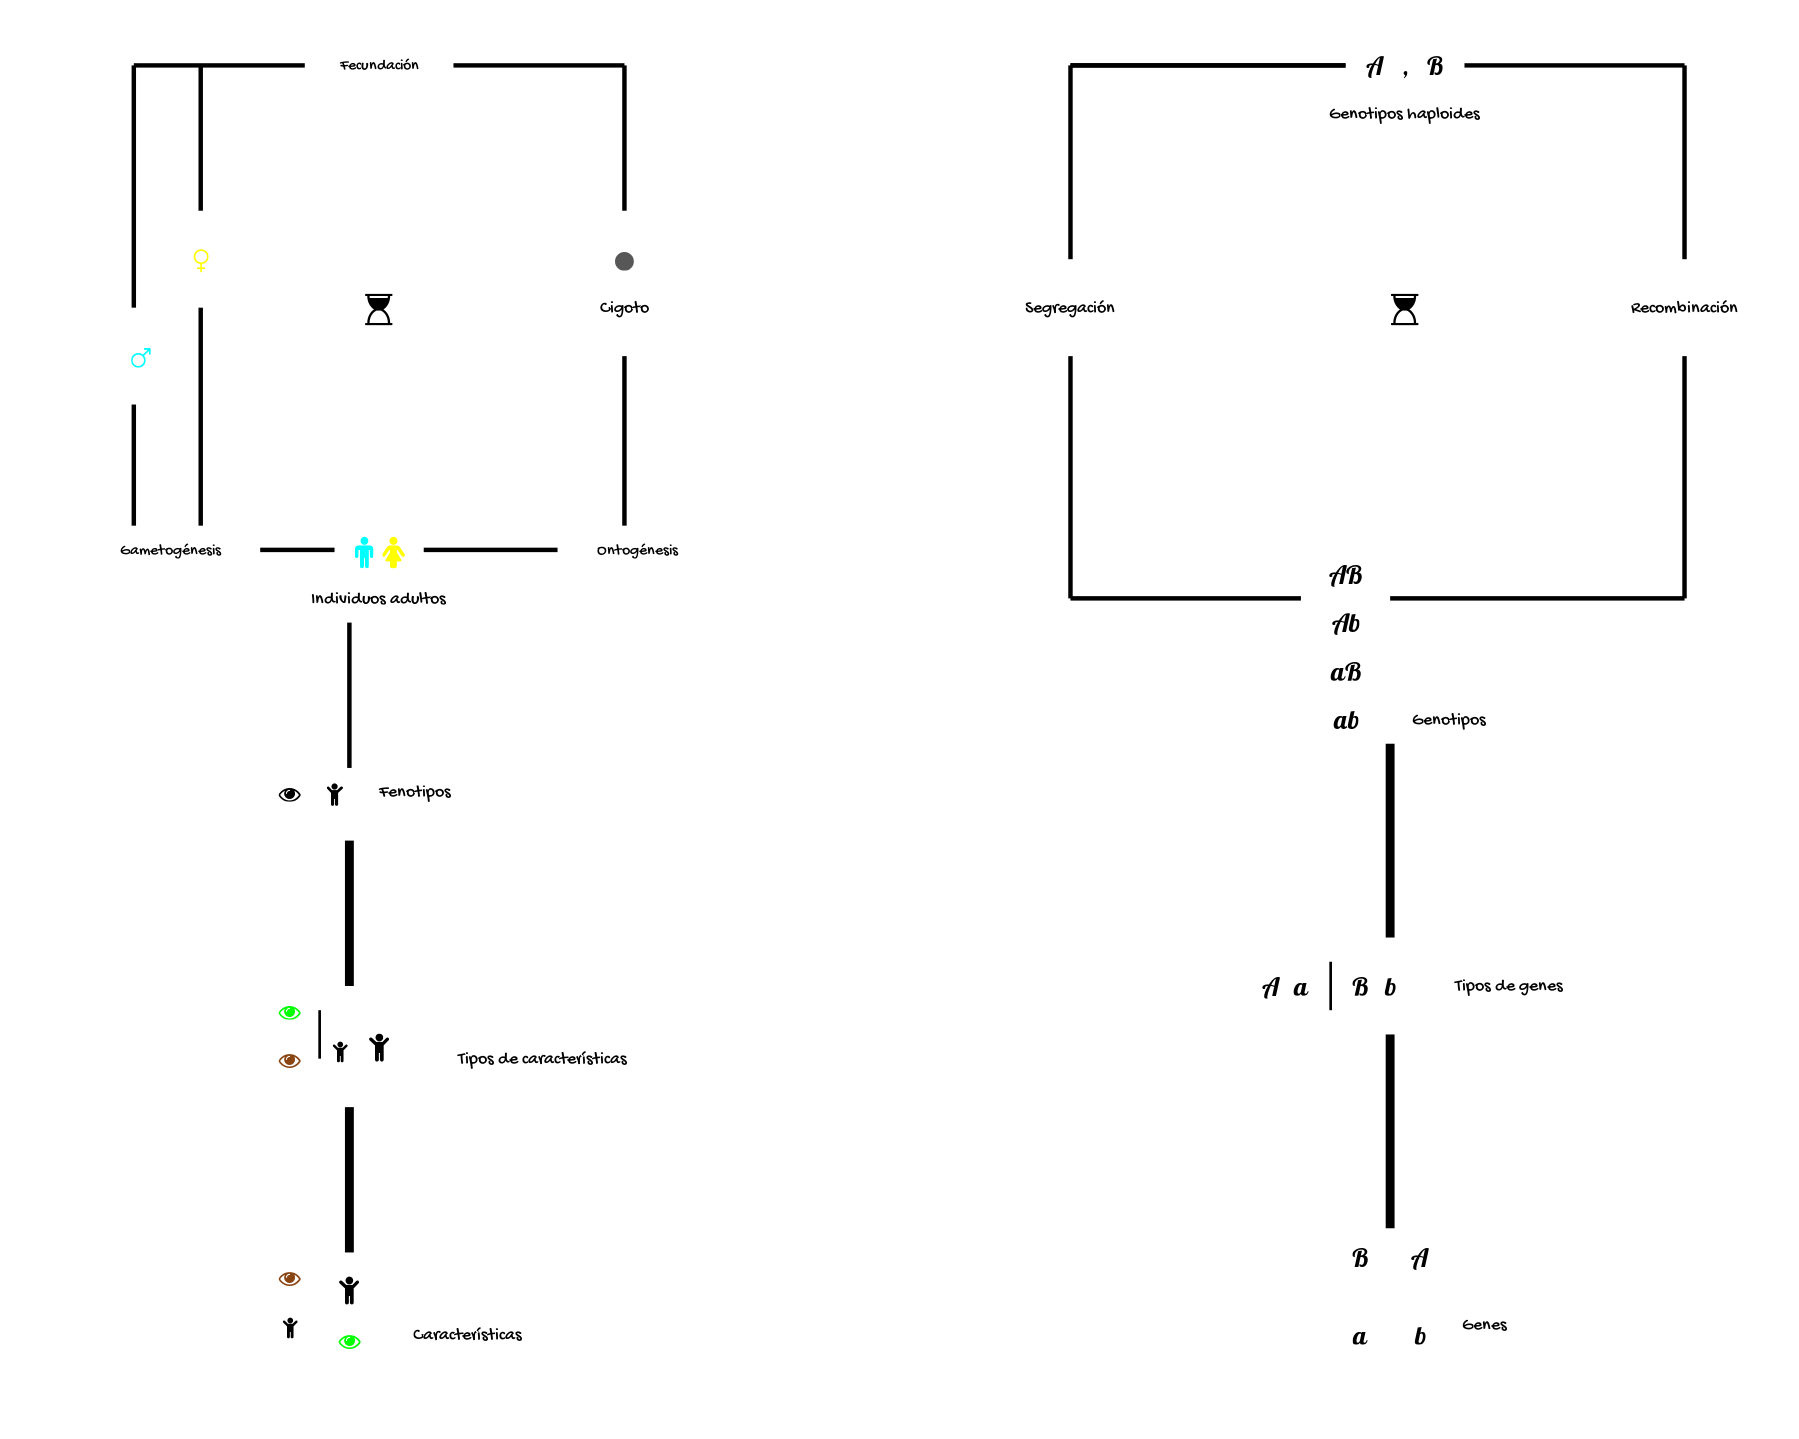 Fecundación
Cigoto
Gametogénesis
Ontogénesis
Individuos adultos
Fenotipos
Tipos de características
Características
A , B
Genotipos haploides
Segregación
Recombinación
AB
Ab
aB
ab
Genotipos
A a | B b
Tipos de genes
B A
a b
Genes